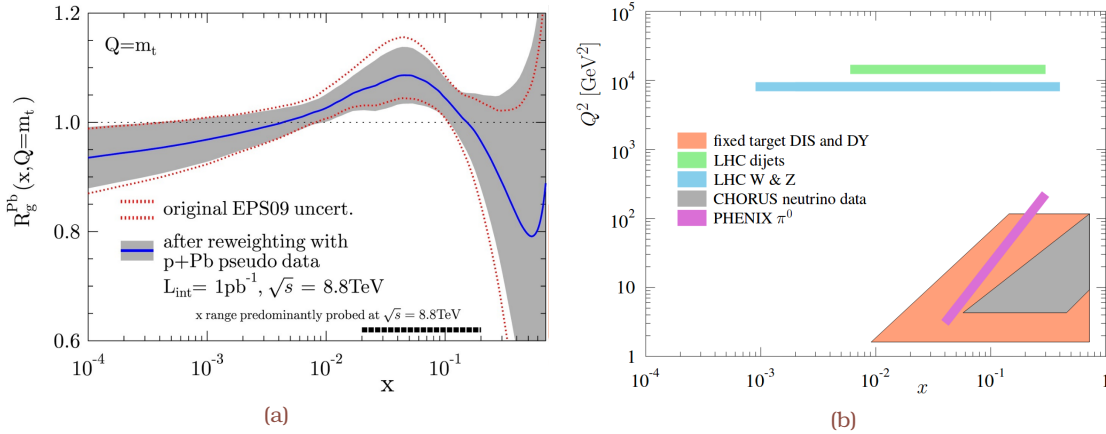 Q=m_t
R_g^Pb (x,Q=m_t)
1.2
1.0
0.8
0.6
original EPS09 uncert.
after reweighting with
p+Pb pseudo data
L_int= 1pb^-1, √s = 8.8TeV
x range predominantly probed at √s = 8.8TeV
10^-4
10^-3
10^-2
10^-1
x
(a)
Q^2 [GeV^2]
10^5
10^4
10^3
10^2
10
1
fixed target DIS and DY
LHC dijets
LHC W & Z
CHORUS neutrino data
PHENIX π^0
10^-4
10^-3
10^-2
10^-1
1
x
(b)